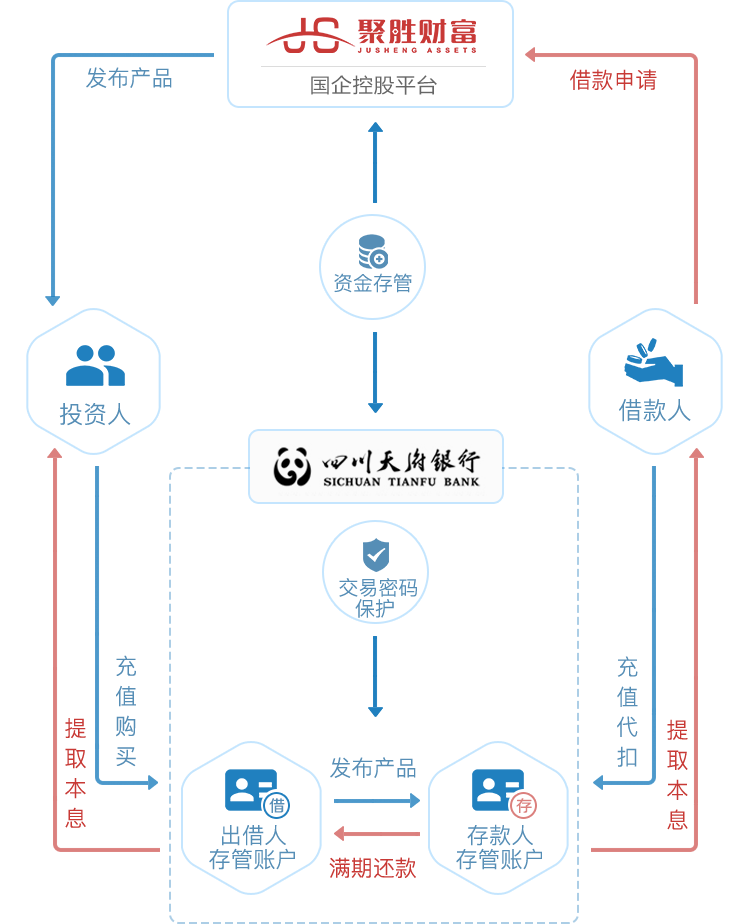 JS 聚胜财富
JUSHENG ASSETS
国企控股平台
发布产品
借款申请
资金存管
投资人
借款人
四川天府银行
SICHUAN TIANFU BANK
交易密码
保护
充值购买
提取本息
充值代扣
提取本息
发布产品
满期还款
借
出借人
存管账户
存
存款人
存管账户